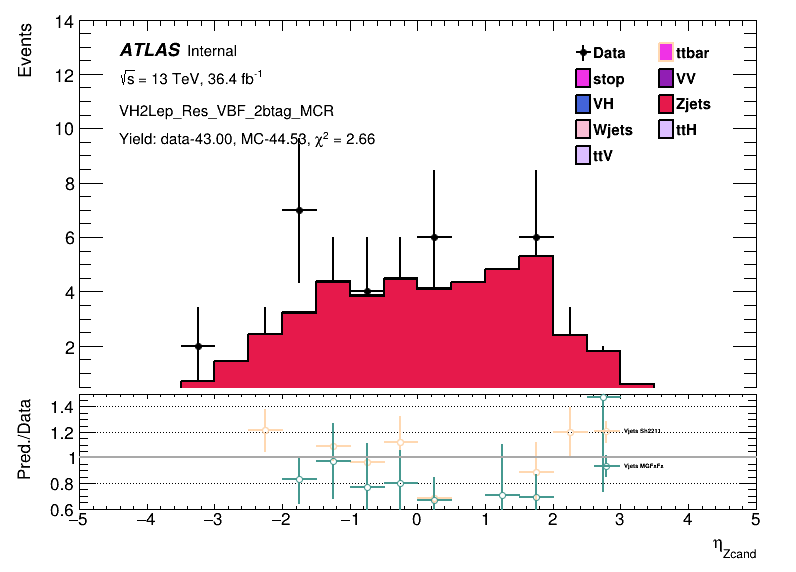 Events
14
12
10
8
6
4
2
ATLAS Internal
√s = 13 TeV, 36.4 fb⁻¹
VH2Lep_Res_VBF_2btag_MCR
Yield: data-43.00, MC-44.53, χ² = 2.66
Data ttbar
stop VV
VH Zjets
Wjets ttH
ttV
Pred./Data
1.4
1.2
1
0.8
0.6
Vjets Sh2211
Vjets MGFxFx
−5 −4 −3 −2 −1 0 1 2 3 4 5
η Zcand